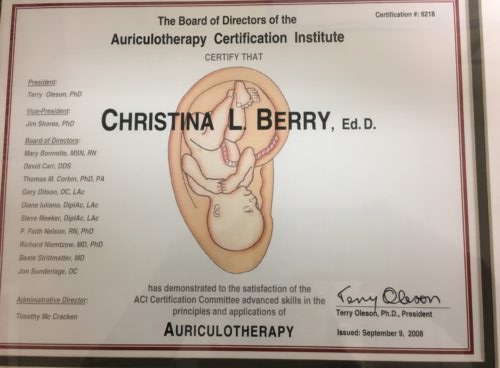 The Board of Directors of the
Certification #: 6218
Auriculotherapy Certification Institute
CERTIFY THAT
President:
Terry Oleson, PhD
Vice-President:
Jim Shores, PhD
Board of Directors:
Mary Bonnette, MSN, RN
David Carr, DDS
Thomas M. Corbin, PhD, PA
Gary Ditson, DC, LAc
Diane Iuliano, DiplAc, LAc
Steve Meeker, DiplAc, LAc
P. Faith Nelson, RN, PhD
Richard Niemtzow, MD, PhD
Beate Strittmatter, MD
Jan Sunderlage, OC
Administrative Director:
Timothy Mc Cracken
CHRISTINA L. BERRY, Ed. D.
has demonstrated to the satisfaction of the
ACI Certification Committee advanced skills in the
principles and applications of
AURICULOTHERAPY
Terry Oleson
Terry Oleson, Ph.D., President
Issued: September 9, 2008